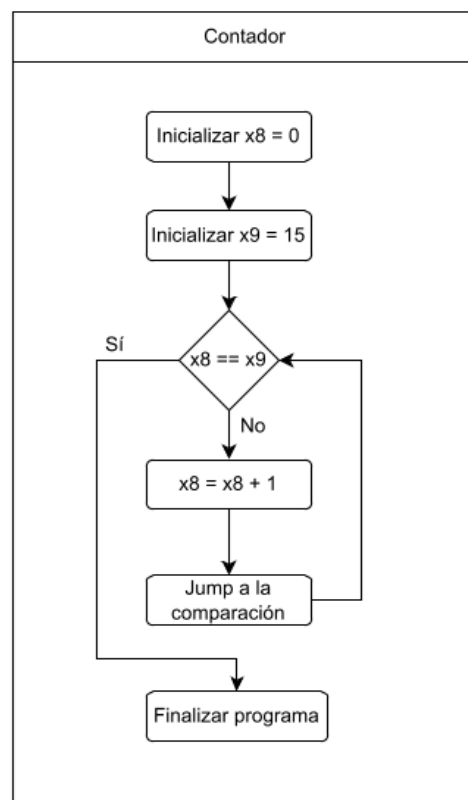 Contador
Inicializar x8 = 0
Inicializar x9 = 15
Sí
x8 == x9
No
x8 = x8 + 1
Jump a la
comparación
Finalizar programa